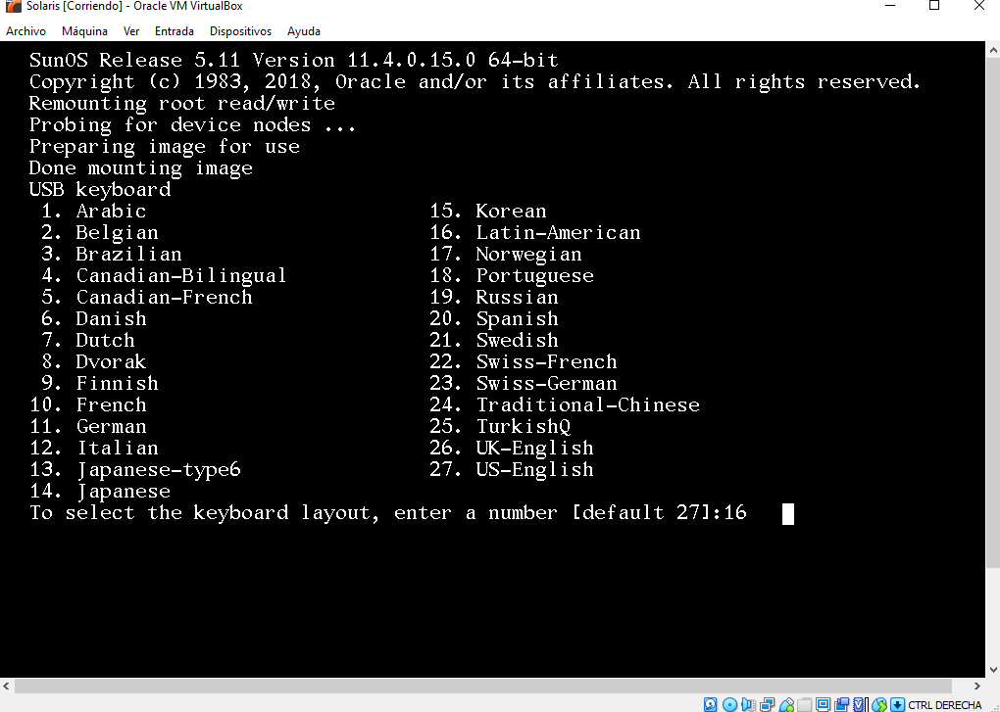 Solaris [Corriendo] - Oracle VM VirtualBox
Archivo Máquina Ver Entrada Dispositivos Ayuda
SunOS Release 5.11 Version 11.4.0.15.0 64-bit
Copyright (c) 1983, 2018, Oracle and/or its affiliates. All rights reserved.
Remounting root read/write
Probing for device nodes ...
Preparing image for use
Done mounting image
USB keyboard
1. Arabic 15. Korean
2. Belgian 16. Latin-American
3. Brazilian 17. Norwegian
4. Canadian-Bilingual 18. Portuguese
5. Canadian-French 19. Russian
6. Danish 20. Spanish
7. Dutch 21. Swedish
8. Dvorak 22. Swiss-French
9. Finnish 23. Swiss-German
10. French 24. Traditional-Chinese
11. German 25. TurkishQ
12. Italian 26. UK-English
13. Japanese-type6 27. US-English
14. Japanese
To select the keyboard layout, enter a number [default 27]:16
CTRL DERECHA